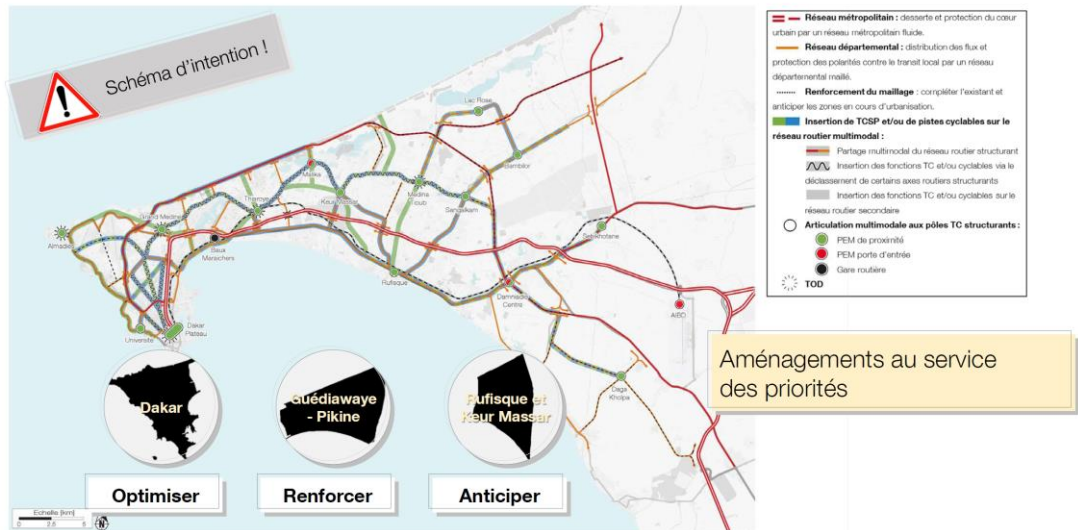 Schéma d'intention !
Réseau métropolitain : desserte et protection du cœur
urbain par un réseau métropolitain fluide.
Réseau départemental : distribution des flux et
protection des polarités contre le transit local par un réseau
départemental maillé.
Renforcement du maillage : compléter l'existant et
anticiper les zones en cours d'urbanisation.
Insertion de TCSP et/ou de pistes cyclables sur le
réseau routier multimodal :
Partage multimodal du réseau routier structurant
Insertion des fonctions TC et/ou cyclables via le
déclassement de certains axes routiers structurants
Insertion des fonctions TC et/ou cyclables sur le
réseau routier secondaire
Articulation multimodale aux pôles TC structurants :
PEM de proximité
PEM porte d'entrée
Gare routière
TOD
Lac Rose
Bambilor
Malika
Keur Massar
Thiaroye
Grand Médine
Almadies
Sangalkam
Rufisque
Diamniadio
Centre
AIBD
Dakar
Plateau
Université
Daga
Kholpa
Aménagements au service
des priorités
Dakar
Guédiawaye
- Pikine
Rufisque et
Keur Massar
Optimiser
Renforcer
Anticiper
Echelle [km]
0 2,5 5
N